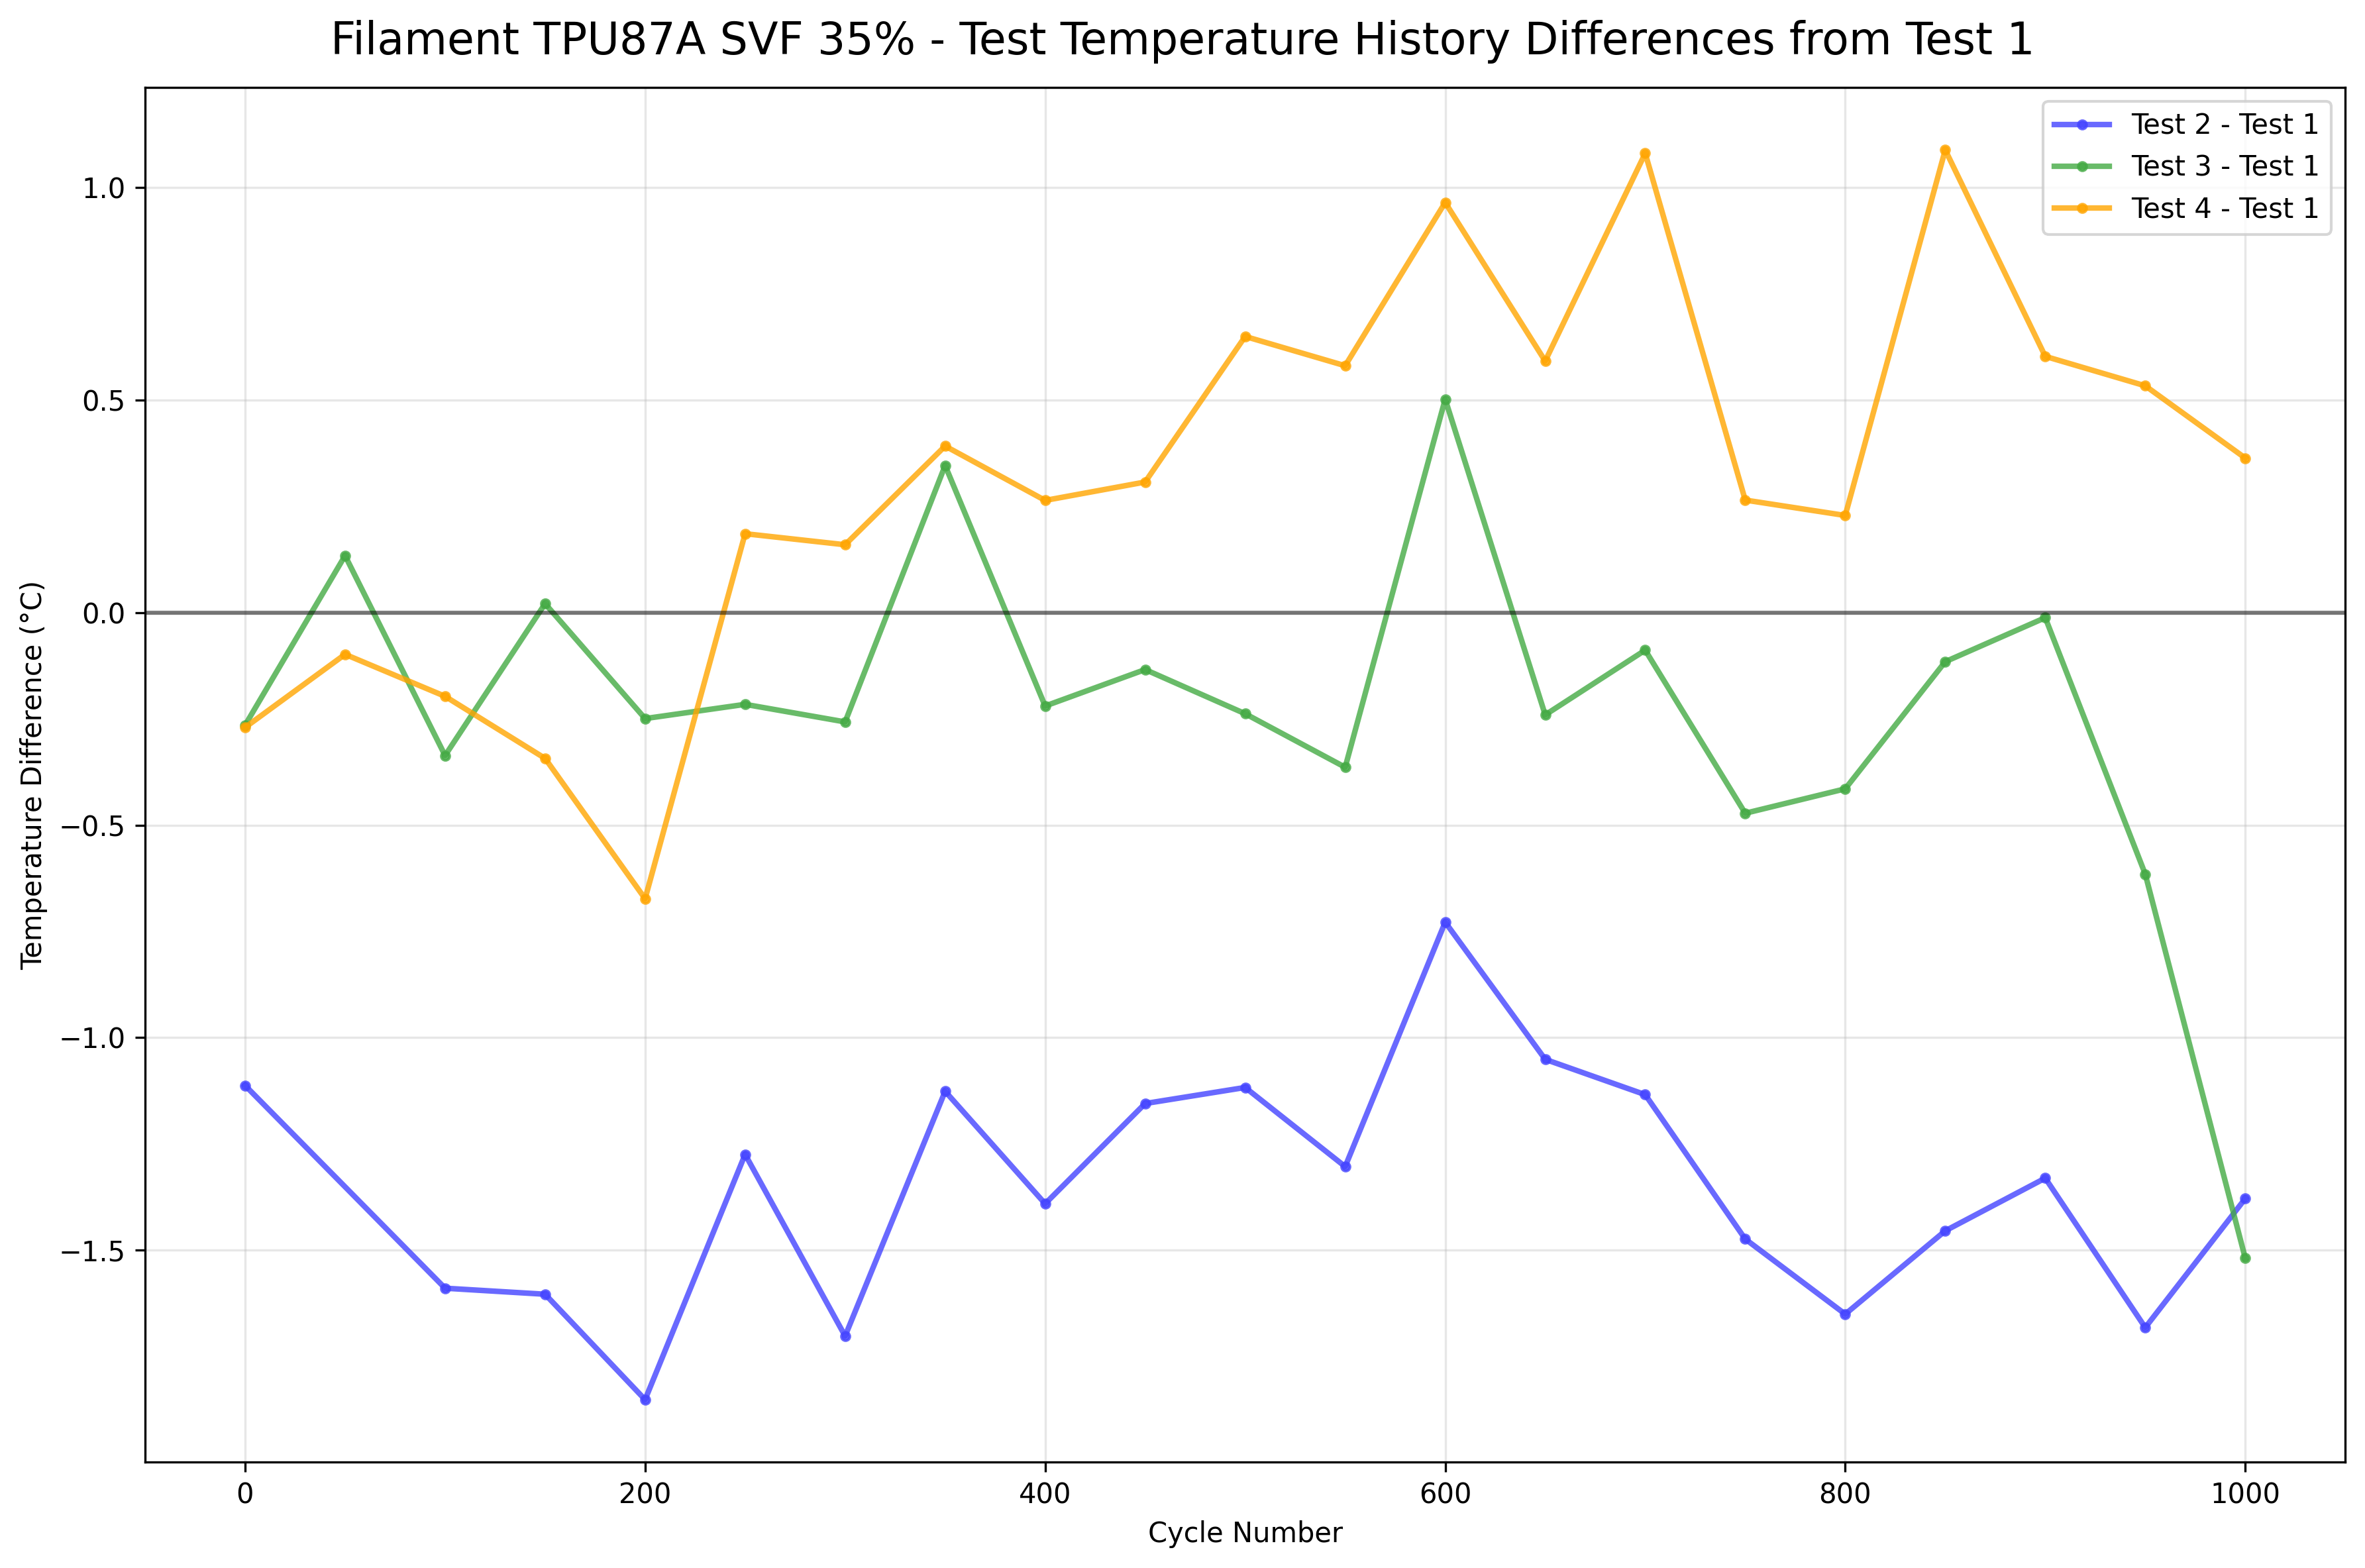 Filament TPU87A SVF 35% - Test Temperature History Differences from Test 1
Test 2 - Test 1
Test 3 - Test 1
Test 4 - Test 1
1.0
0.5
0.0
−0.5
−1.0
−1.5
Temperature Difference (°C)
0
200
400
600
800
1000
Cycle Number